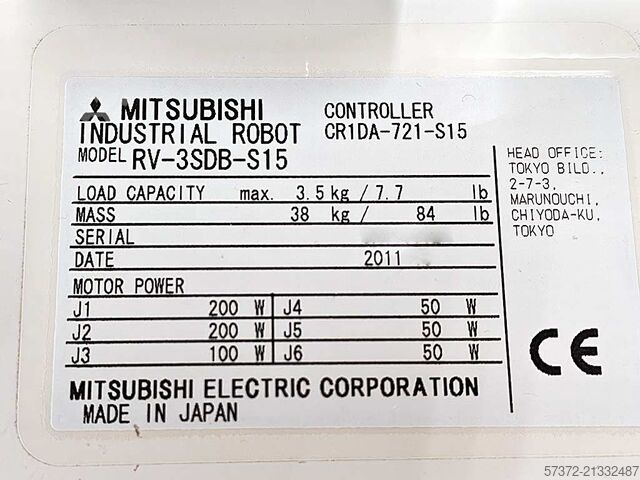 MITSUBISHI
INDUSTRIAL ROBOT
MODEL RV-3SDB-S15
CONTROLLER
CR1DA-721-S15
LOAD CAPACITY max. 3.5 kg / 7.7 lb
MASS 38 kg / 84 lb
SERIAL
DATE 2011
MOTOR POWER
J1 200 W J4 50 W
J2 200 W J5 50 W
J3 100 W J6 50 W
MITSUBISHI ELECTRIC CORPORATION
MADE IN JAPAN
HEAD OFFICE:
TOKYO BILD.,
2-7-3,
MARUNOUCHI,
CHIYODA-KU,
TOKYO
CE
57372-21332487